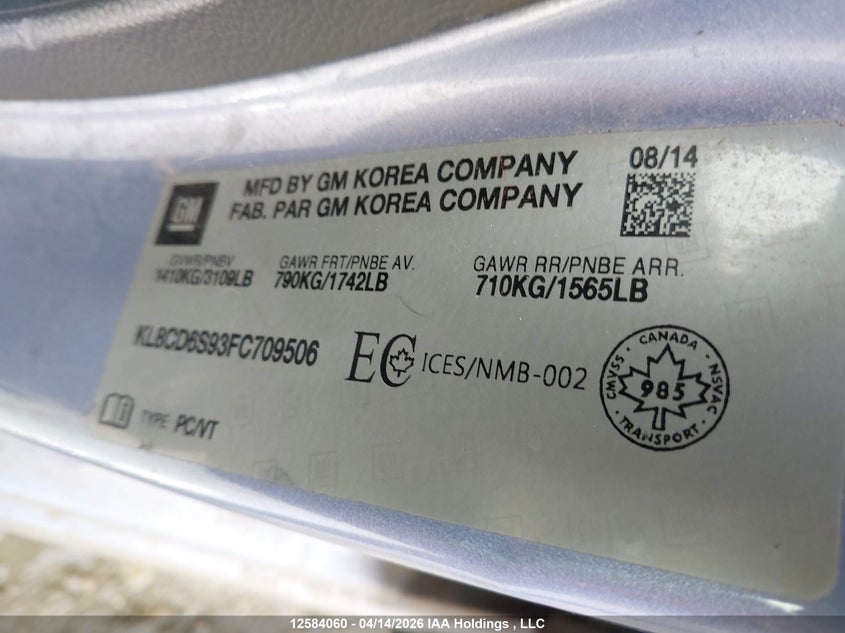 GM
MFD BY GM KOREA COMPANY
FAB. PAR GM KOREA COMPANY
08/14
GVWR/PNBV
1410KG/3109LB
GAWR FRT/PNBE AV.
790KG/1742LB
GAWR RR/PNBE ARR.
710KG/1565LB
KL8CD6S93FC709506
EC ICES/NMB-002
CMVSS · CANADA · NSVAC · TRANSPORT ·
985
TYPE: PC/VT
12584060 - 04/14/2026 IAA Holdings , LLC